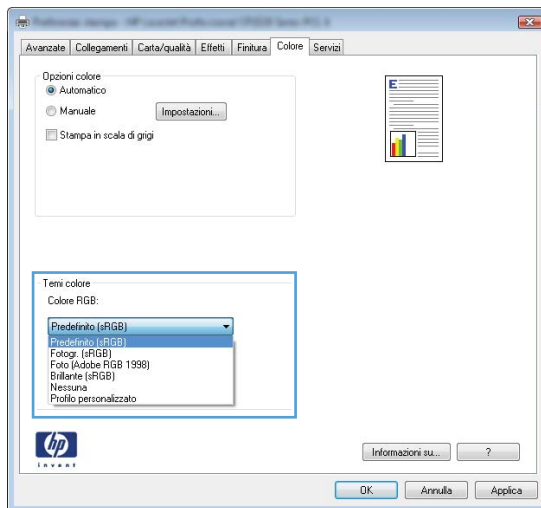 Avanzate Collegamenti Carta/qualità Effetti Finitura Colore Servizi
Opzioni colore
Automatico
Manuale Impostazioni...
Stampa in scala di grigi
E
Temi colore
Colore RGB:
Predefinito (sRGB)
Predefinito (sRGB)
Fotogr. (sRGB)
Foto (Adobe RGB 1998)
Brillante (sRGB)
Nessuna
Profilo personalizzato
hp
invent
Informazioni su... ?
OK Annulla Applica